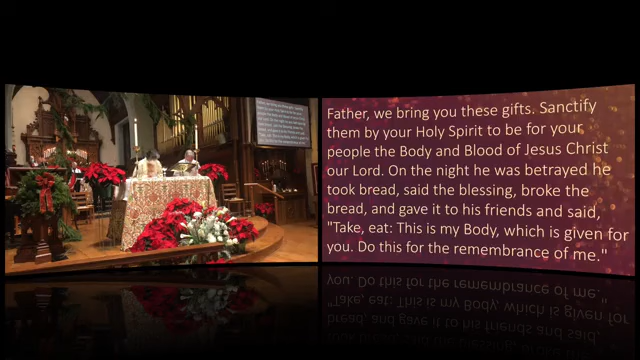 Father, we bring you these gifts. Sanctify
them by your Holy Spirit to be for your
people the Body and Blood of Jesus Christ
our Lord. On the night he was betrayed he
took bread, said the blessing, broke the
bread, and gave it to his friends and said,
"Take, eat: This is my Body, which is given for
you. Do this for the remembrance of me."